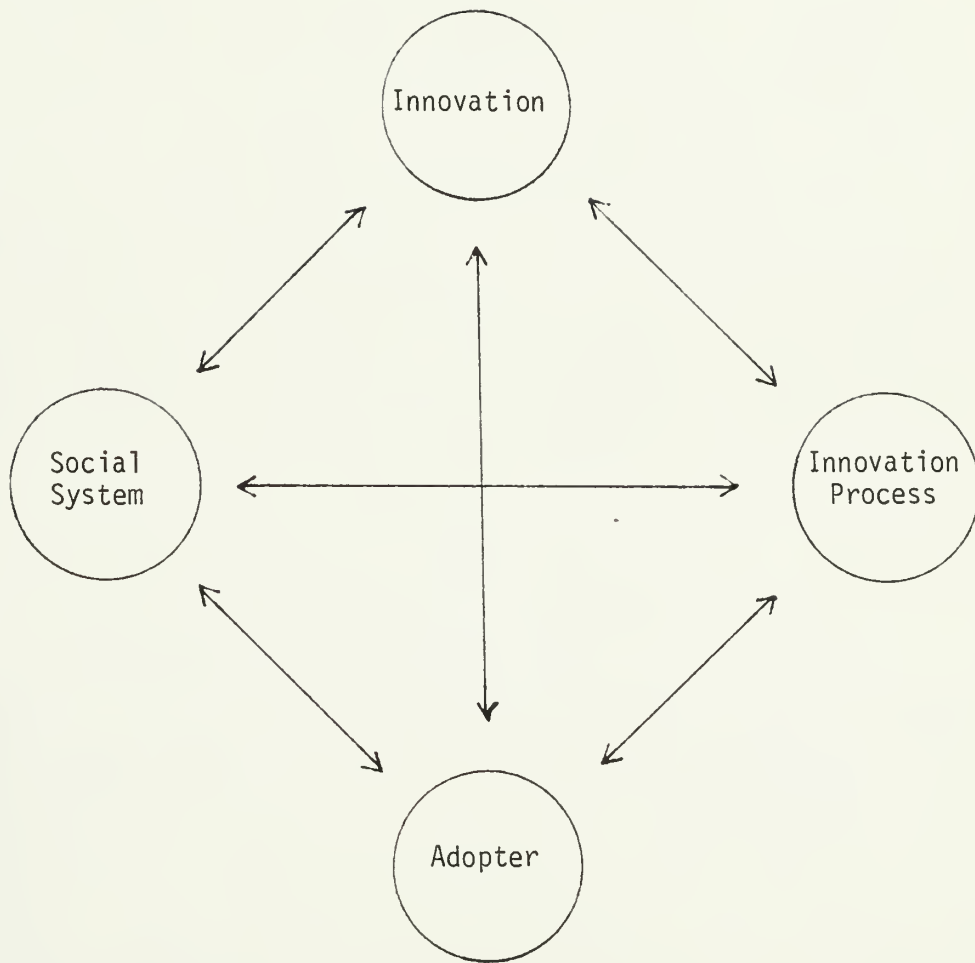 Innovation
Social
System
Innovation
Process
Adopter